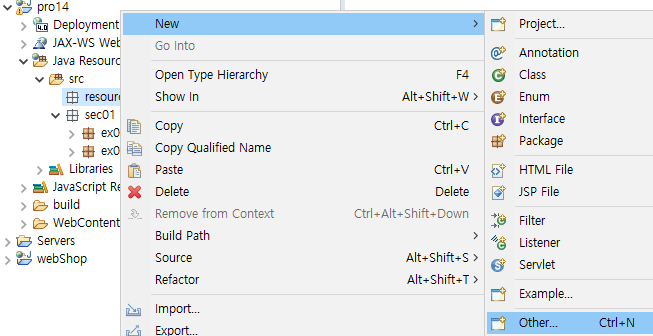 pro14
Deployment
JAX-WS Web
Java Resour
src
resour
sec01
ex0
ex0
Libraries
JavaScript Re
build
WebContent
Servers
webShop
New
Go Into
Open Type Hierarchy F4
Show In Alt+Shift+W
Copy Ctrl+C
Copy Qualified Name
Paste Ctrl+V
Delete Delete
Remove from Context Ctrl+Alt+Shift+Down
Build Path
Source Alt+Shift+S
Refactor Alt+Shift+T
Import...
Export...
Project...
Annotation
Class
Enum
Interface
Package
HTML File
JSP File
Filter
Listener
Servlet
Example...
Other... Ctrl+N